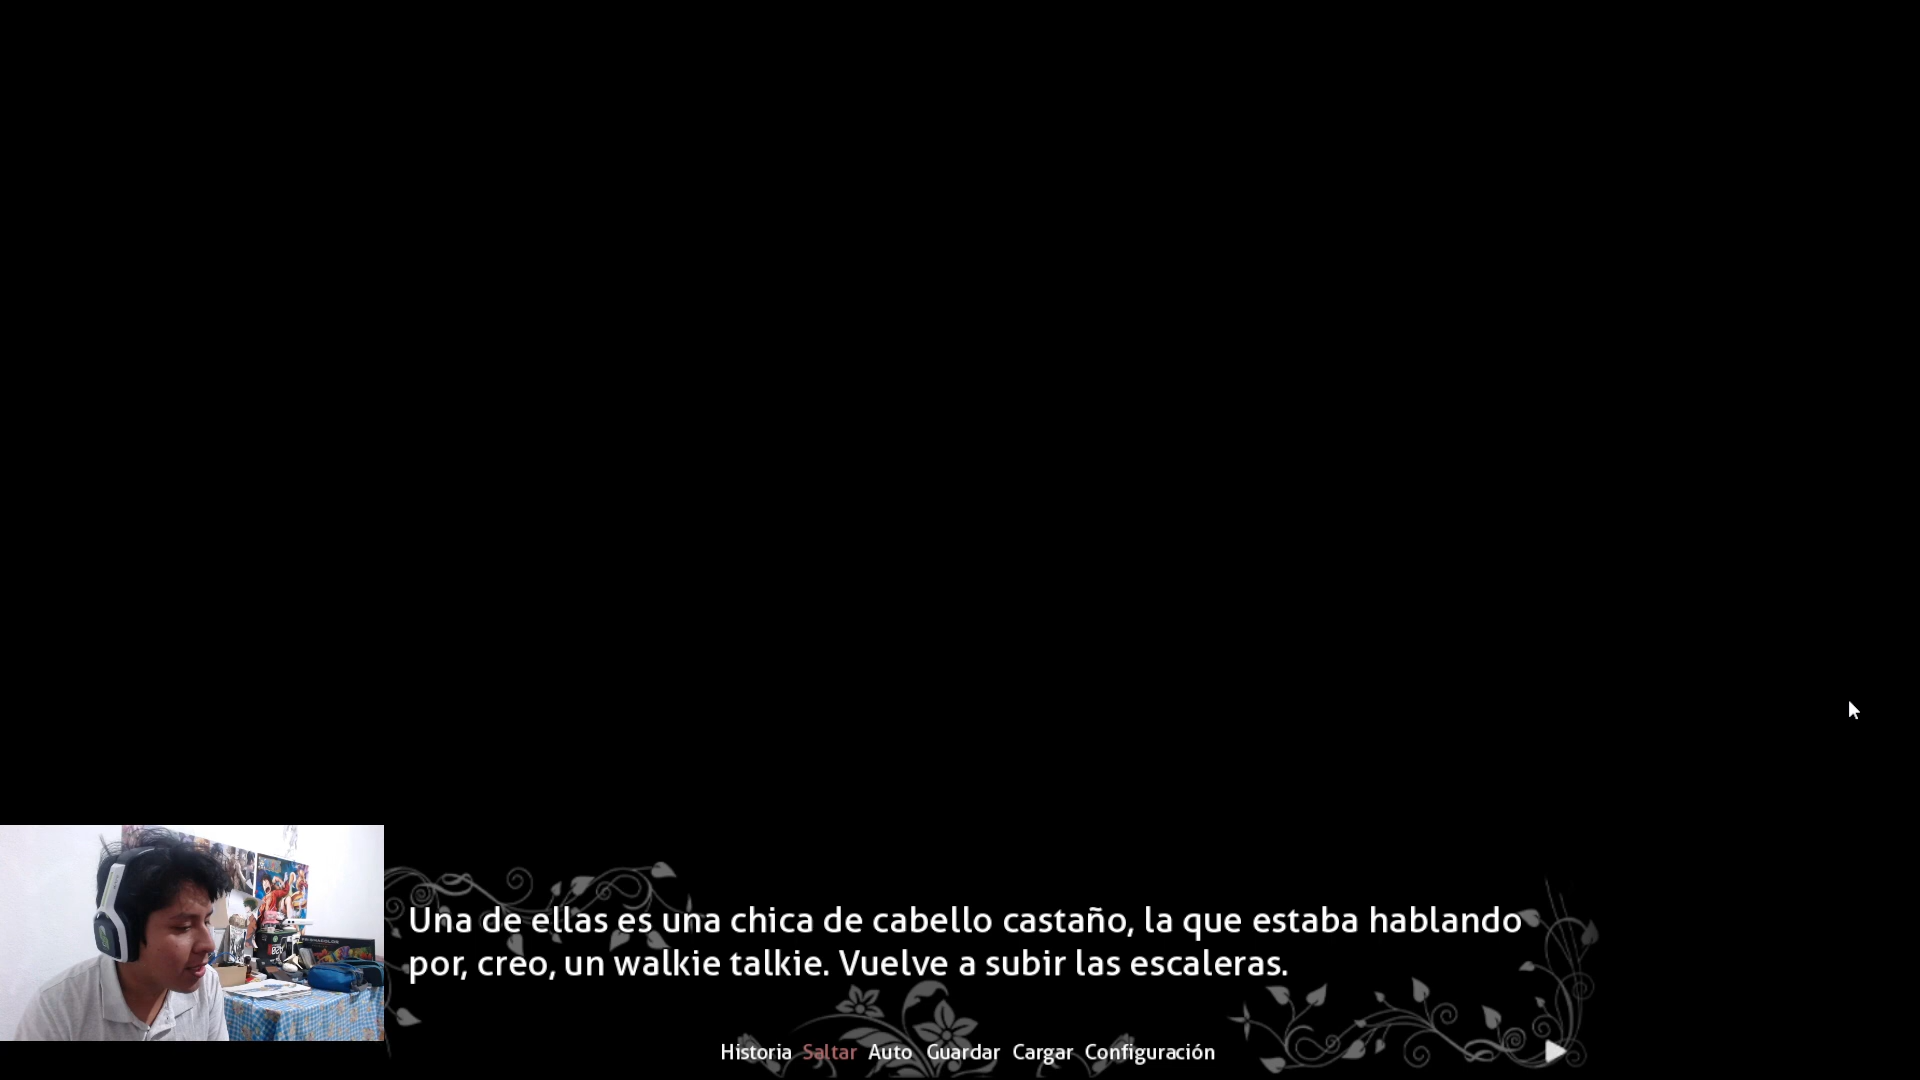 Una de ellas es una chica de cabello castaño, la que estaba hablando
por, creo, un walkie talkie. Vuelve a subir las escaleras.
Historia Saltar Auto Guardar Cargar Configuración